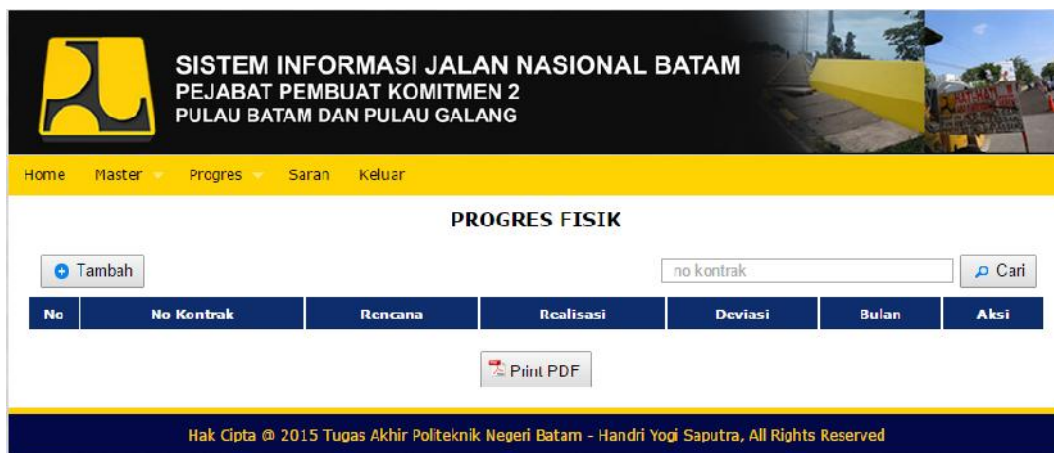 SISTEM INFORMASI JALAN NASIONAL BATAM
PEJABAT PEMBUAT KOMITMEN 2
PULAU BATAM DAN PULAU GALANG
Home Master Progres Saran Keluar
PROGRES FISIK
Tambah no kontrak Cari
No No Kontrak Rencana Realisasi Deviasi Bulan Aksi
Print PDF
Hak Cipta @ 2015 Tugas Akhir Politeknik Negeri Batam - Handri Yogi Saputra, All Rights Reserved